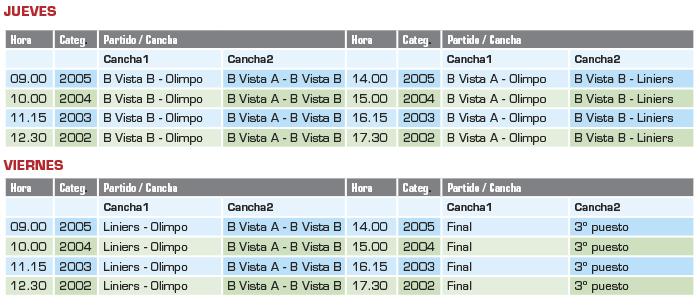 JUEVES
Hora Categ. Partido / Cancha Hora Categ. Partido / Cancha
Cancha1 Cancha2 Cancha1 Cancha2
09.00 2005 B Vista B - Olimpo B Vista A - B Vista B 14.00 2005 B Vista A - Olimpo B Vista B - Liniers
10.00 2004 B Vista B - Olimpo B Vista A - B Vista B 15.00 2004 B Vista A - Olimpo B Vista B - Liniers
11.15 2003 B Vista B - Olimpo B Vista A - B Vista B 16.15 2003 B Vista A - Olimpo B Vista B - Liniers
12.30 2002 B Vista B - Olimpo B Vista A - B Vista B 17.30 2002 B Vista A - Olimpo B Vista B - Liniers
VIERNES
Hora Categ. Partido / Cancha Hora Categ. Partido / Cancha
Cancha1 Cancha2 Cancha1 Cancha2
09.00 2005 Liniers - Olimpo B Vista A - B Vista B 14.00 2005 Final 3º puesto
10.00 2004 Liniers - Olimpo B Vista A - B Vista B 15.00 2004 Final 3º puesto
11.15 2003 Liniers - Olimpo B Vista A - B Vista B 16.15 2003 Final 3º puesto
12.30 2002 Liniers - Olimpo B Vista A - B Vista B 17.30 2002 Final 3º puesto